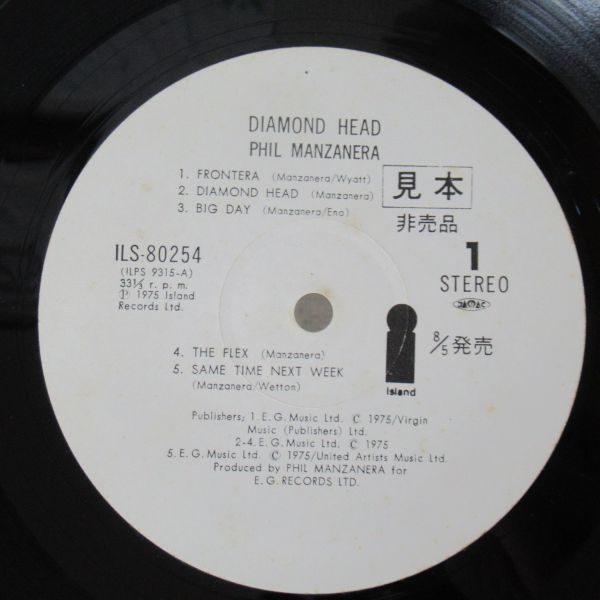 DIAMOND HEAD
PHIL MANZANERA
1. FRONTERA (Manzanera/Wyatt)
2. DIAMOND HEAD (Manzanera)
3. BIG DAY (Manzanera/Eno)
見本
非売品
ILS-80254
(ILPS 9315-A)
33⅓ r. p. m.
Ⓟ 1975 Island
Records Ltd.
1
STEREO
JASRAC
8/5発売
Island
4. THE FLEX (Manzanera)
5. SAME TIME NEXT WEEK
(Manzanera/Wetton)
Publishers; 1. E. G. Music Ltd. © 1975/Virgin
Music (Publishers) Ltd.
2-4. E. G. Music Ltd. © 1975
5. E. G. Music Ltd. © 1975/United Artists Music Ltd.
Produced by PHIL MANZANERA for
E. G. RECORDS LTD.